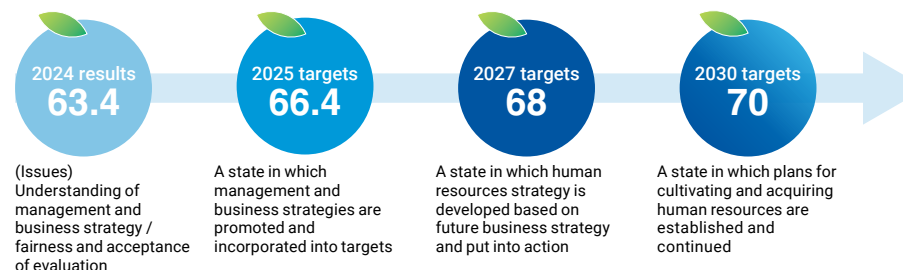 2024 results
63.4
2025 targets
66.4
2027 targets
68
2030 targets
70
(Issues)
Understanding of
management and
business strategy /
fairness and acceptance
of evaluation
A state in which
management and
business strategies are
promoted and
incorporated into targets
A state in which human
resources strategy is
developed based on
future business strategy
and put into action
A state in which plans for
cultivating and acquiring
human resources are
established and
continued